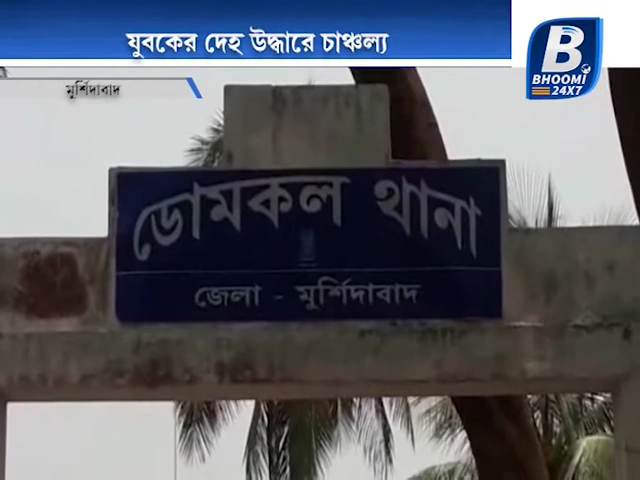 যুবকের দেহ উদ্ধারে চাঞ্চল্য
BHOOMI
24X7
মুর্শিদাবাদ
ডোমকল থানা
জেলা - মুর্শিদাবাদ